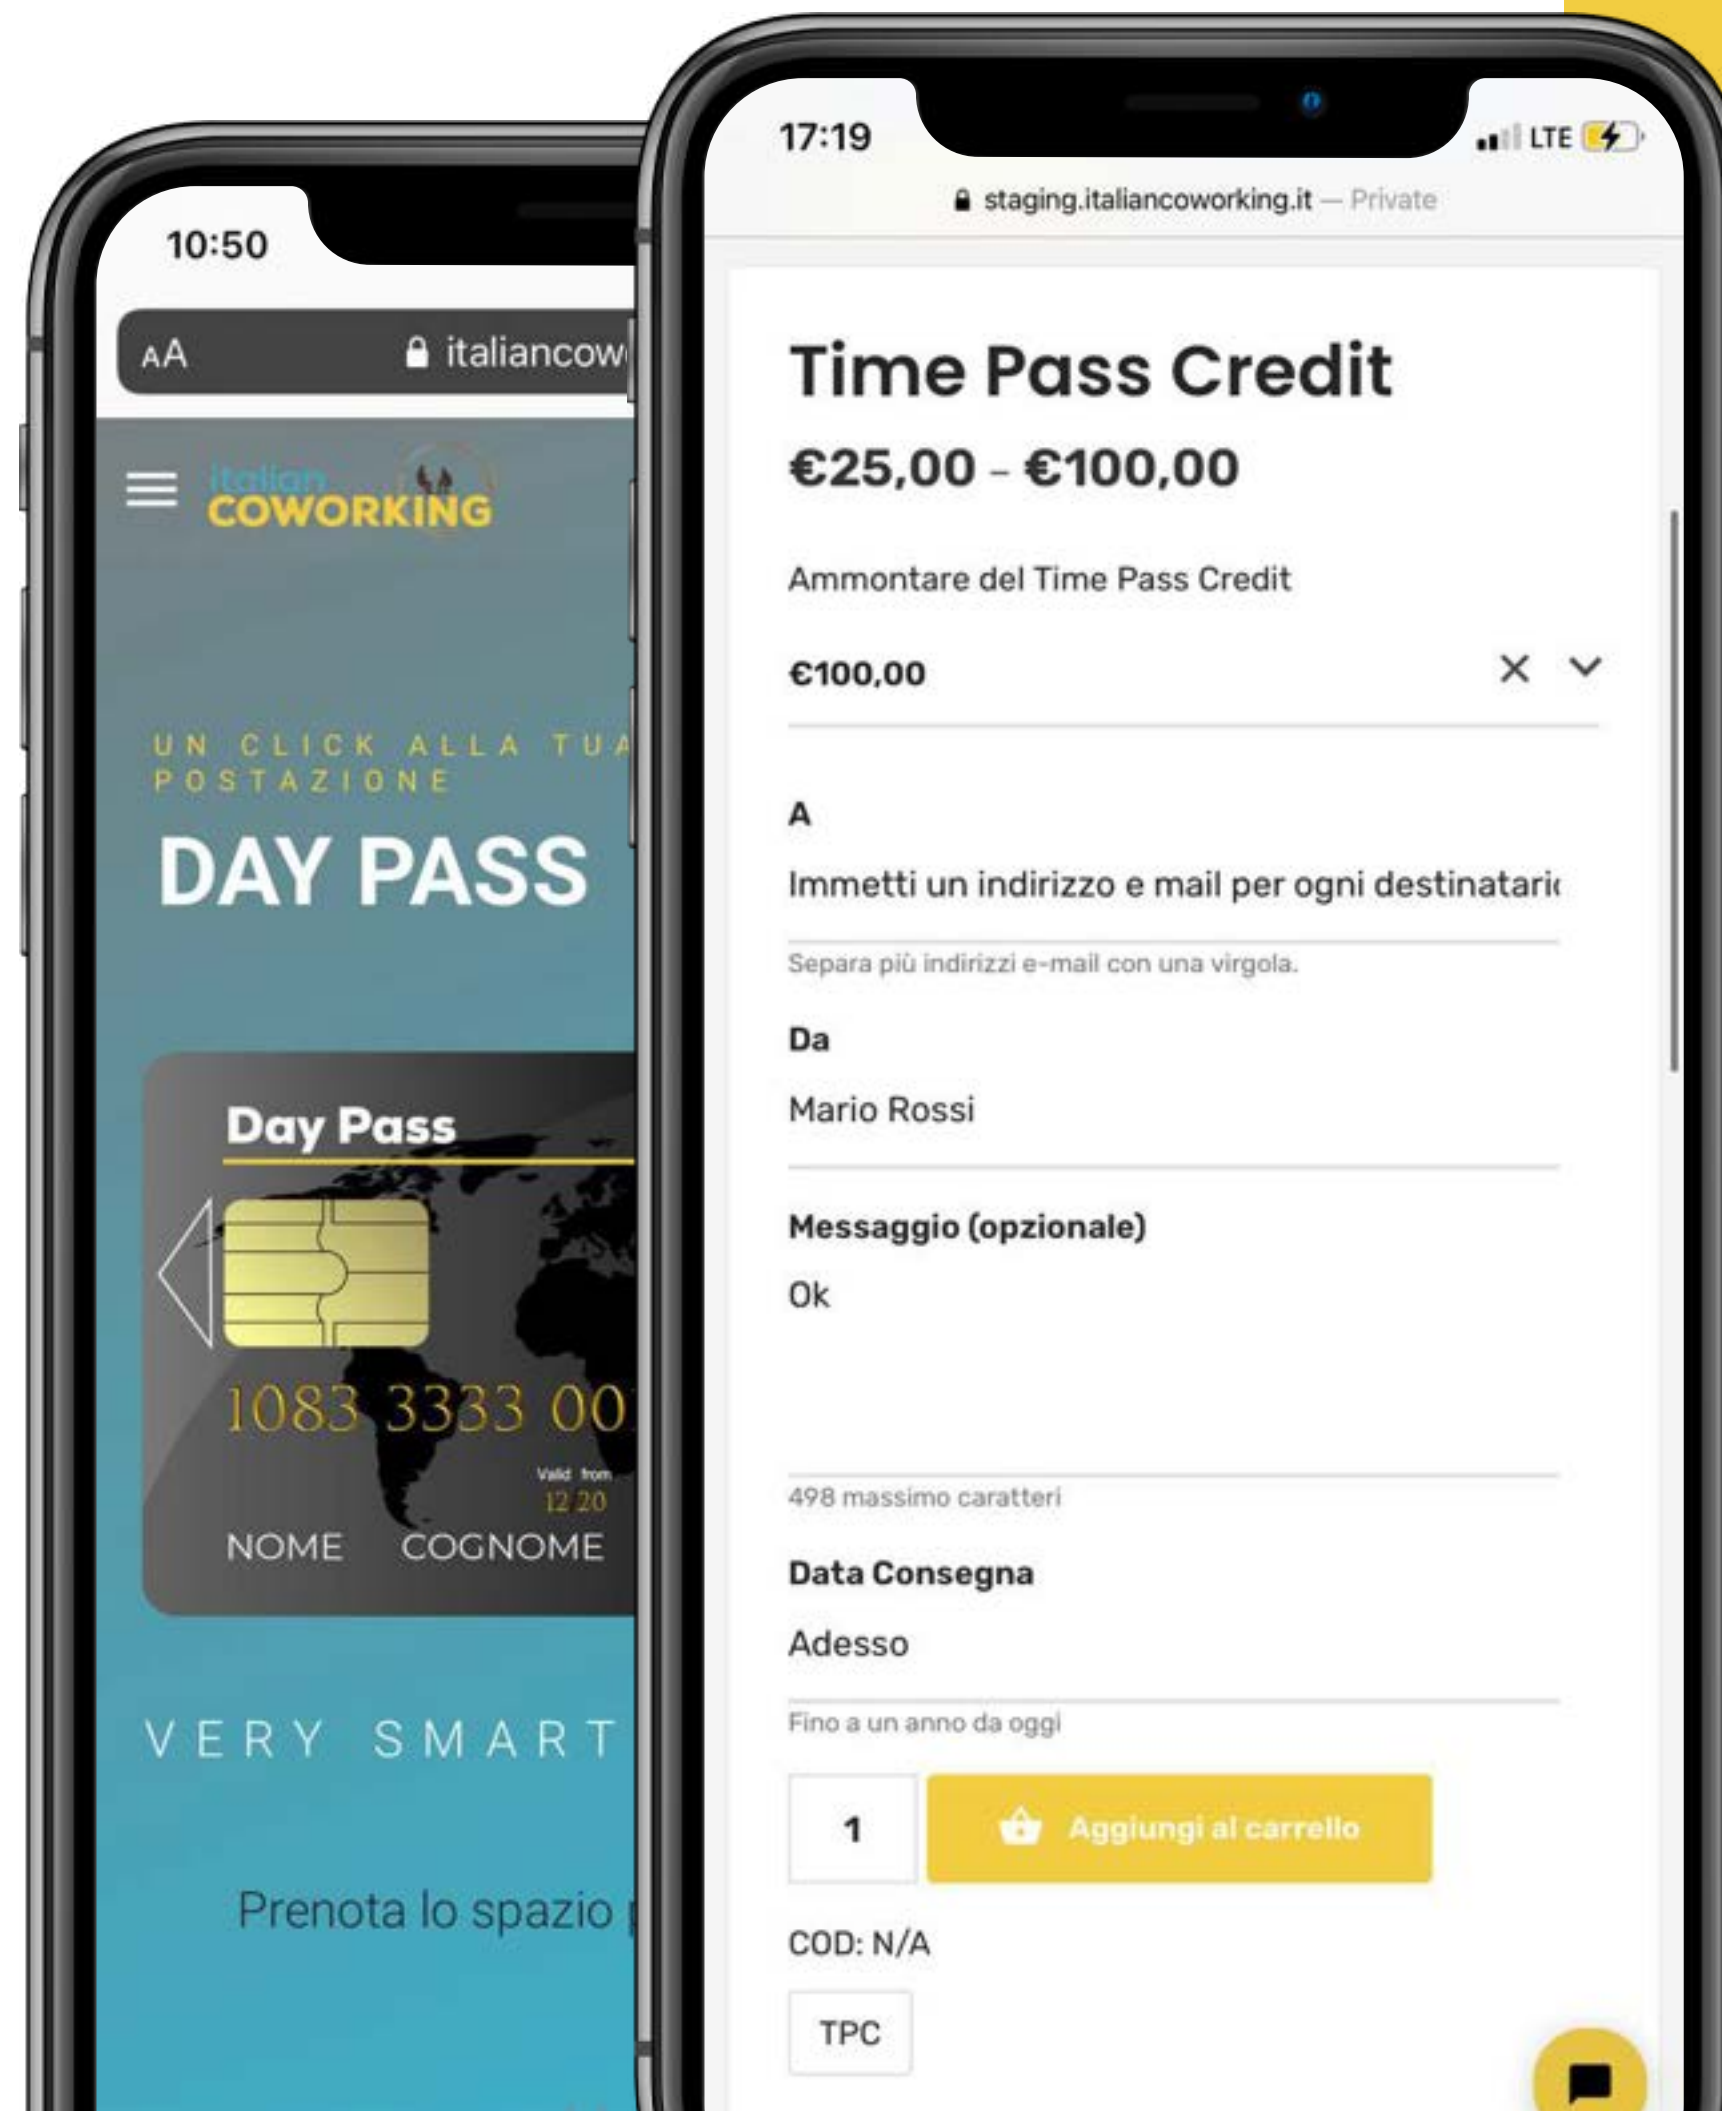 10:50
AA italiancow
italian
COWORKING
UN CLICK ALLA TUA
POSTAZIONE
DAY PASS
Day Pass
1083 3333 00
Valid from
12/20
NOME COGNOME
VERY SMART
Prenota lo spazio
17:19
LTE
staging.italiancoworking.it — Private
Time Pass Credit
€25,00 – €100,00
Ammontare del Time Pass Credit
€100,00
A
Immetti un indirizzo e mail per ogni destinatario
Separa più indirizzi e-mail con una virgola.
Da
Mario Rossi
Messaggio (opzionale)
Ok
498 massimo caratteri
Data Consegna
Adesso
Fino a un anno da oggi
1 Aggiungi al carrello
COD: N/A
TPC